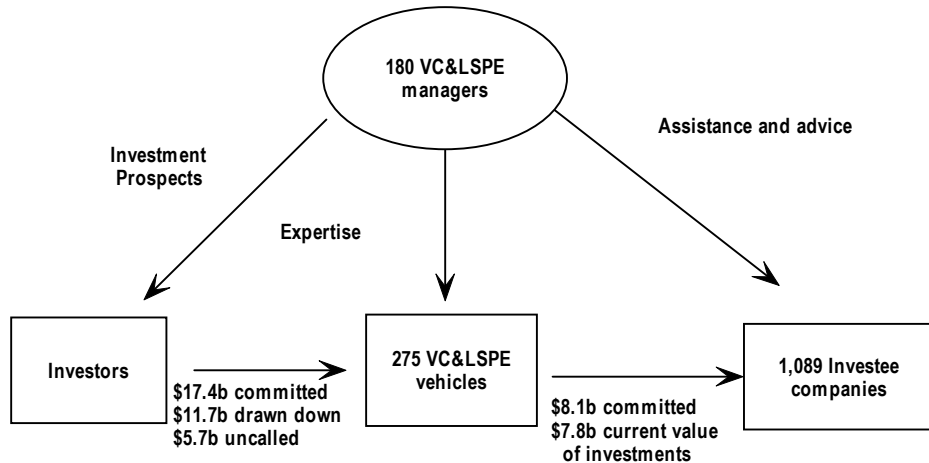 180 VC&LSPE
managers
Assistance and advice
Investment
Prospects
Expertise
Investors
275 VC&LSPE
vehicles
1,089 Investee
companies
$17.4b committed
$11.7b drawn down
$5.7b uncalled
$8.1b committed
$7.8b current value
of investments